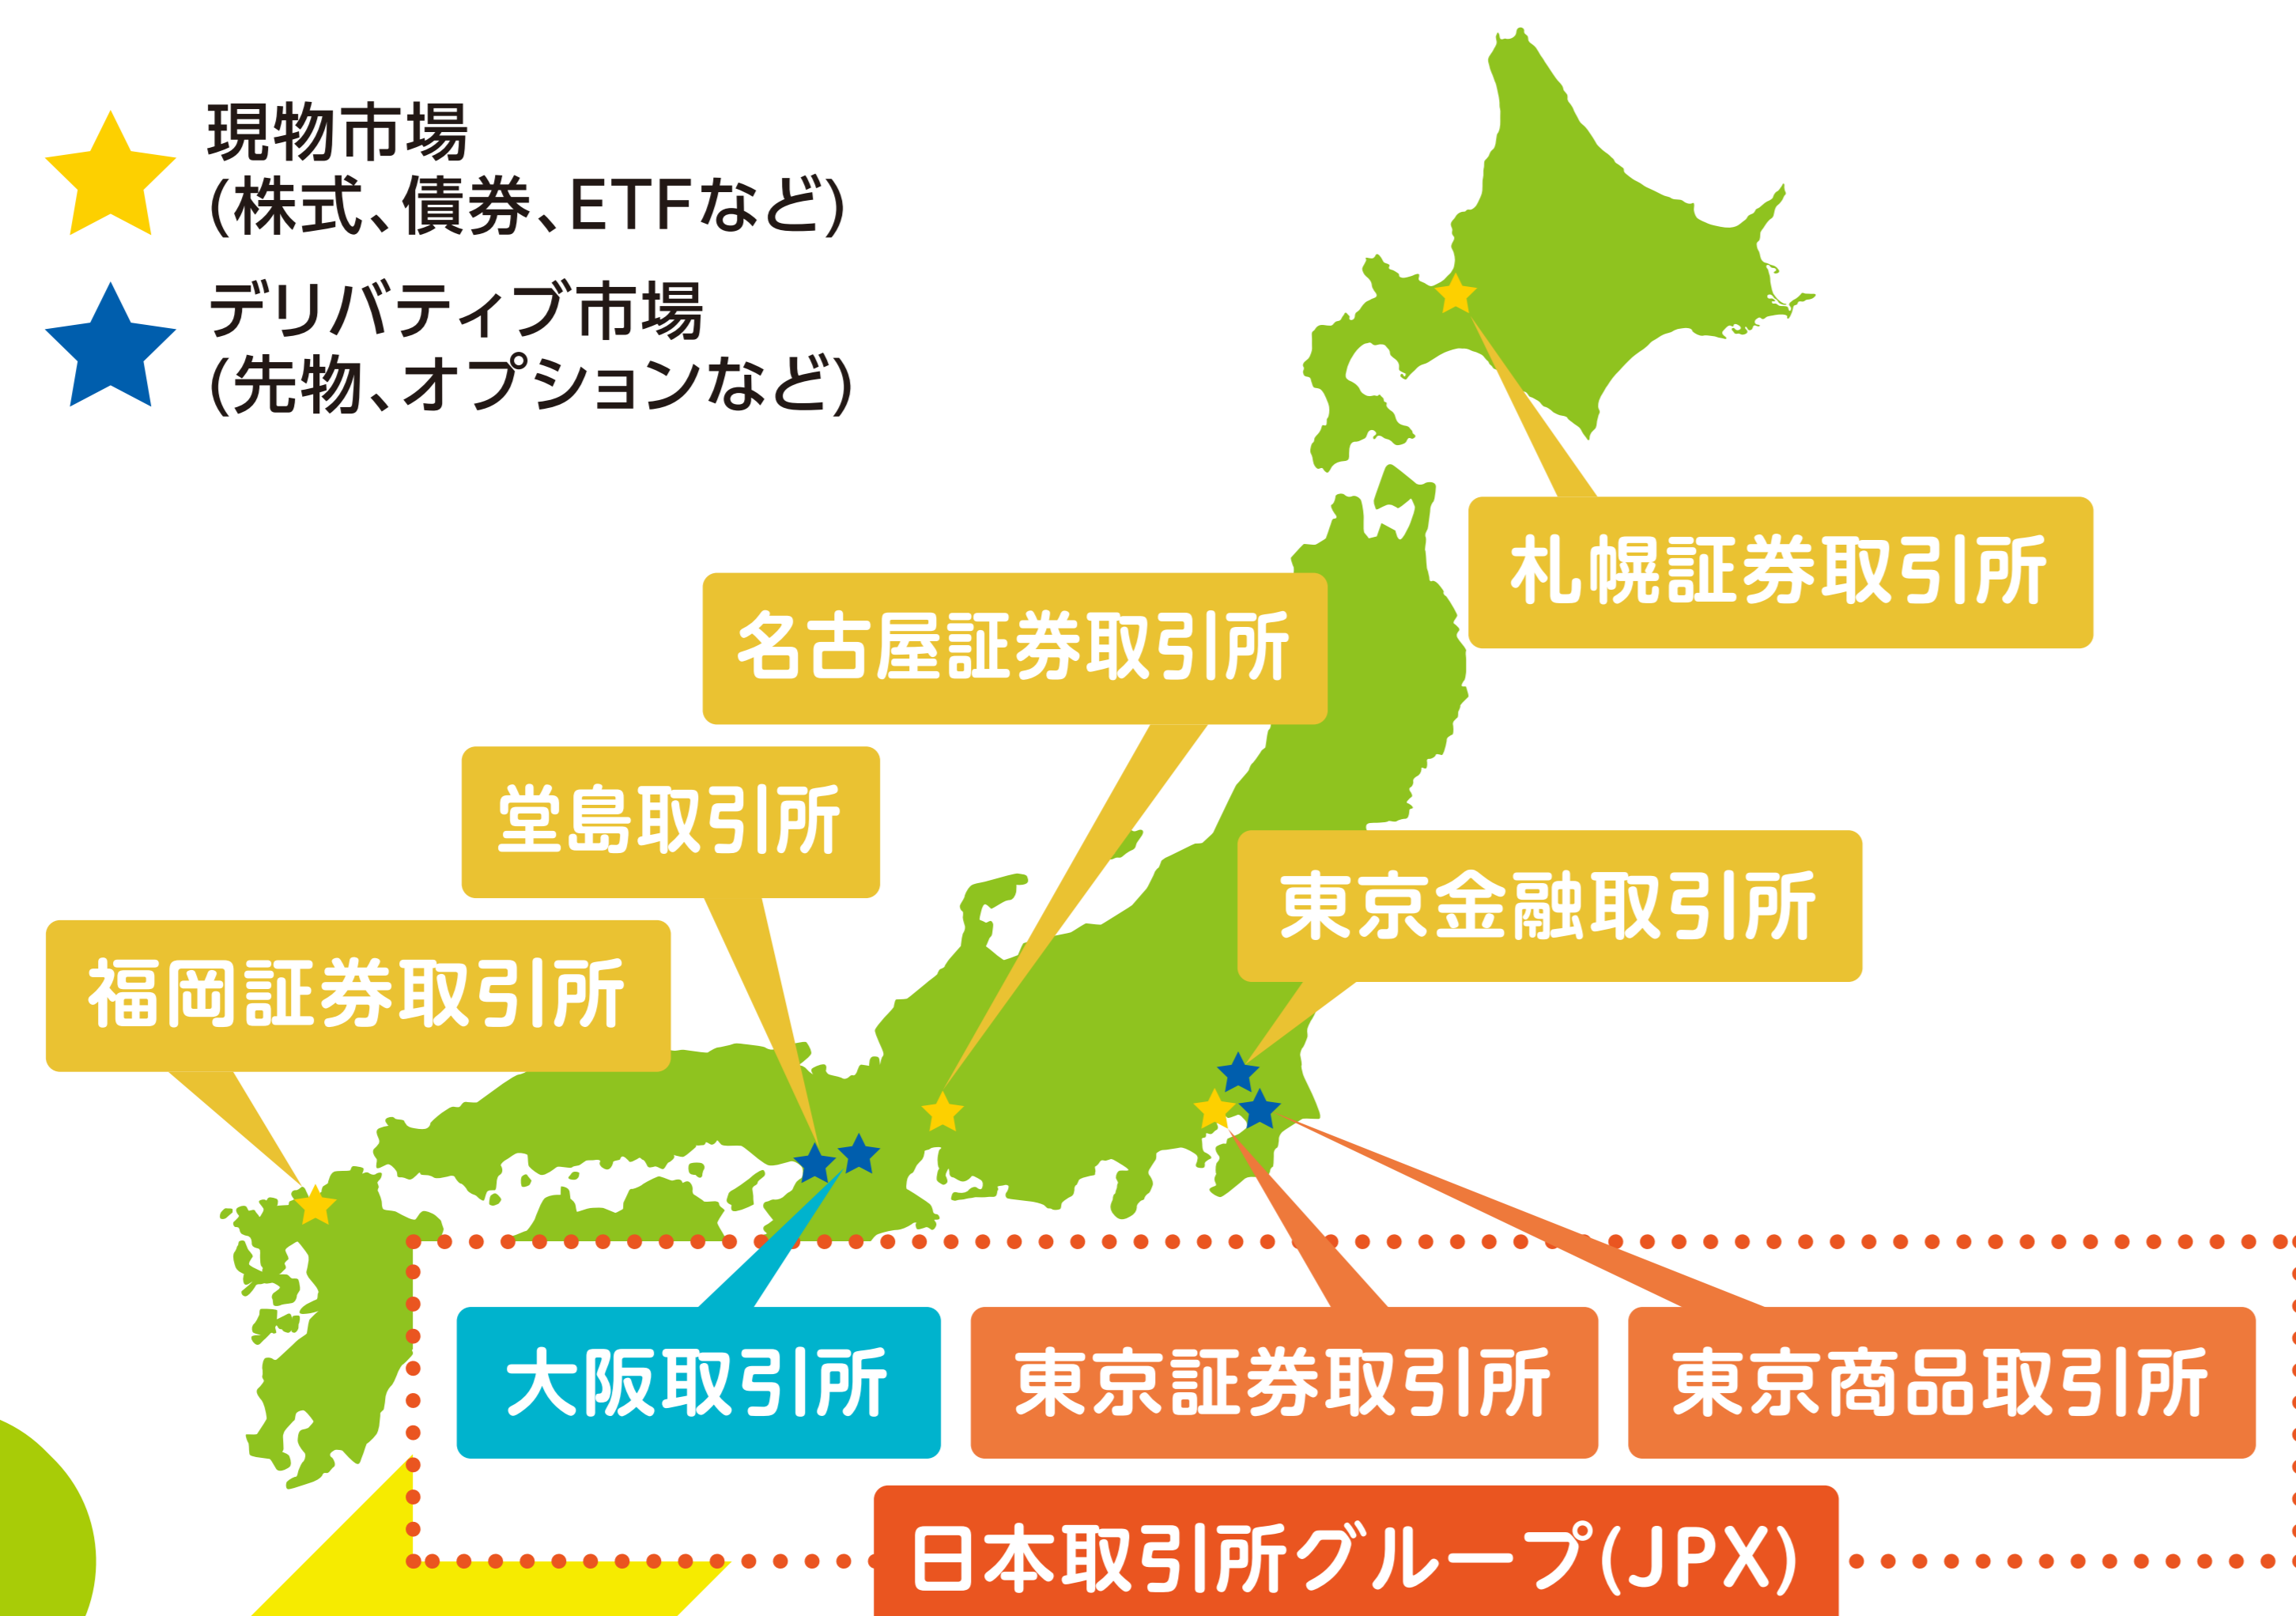 現物市場
(株式、債券、ETFなど)
デリバティブ市場
(先物、オプションなど)
札幌証券取引所
名古屋証券取引所
堂島取引所
東京金融取引所
福岡証券取引所
大阪取引所
東京証券取引所
東京商品取引所
日本取引所グループ(JPX)